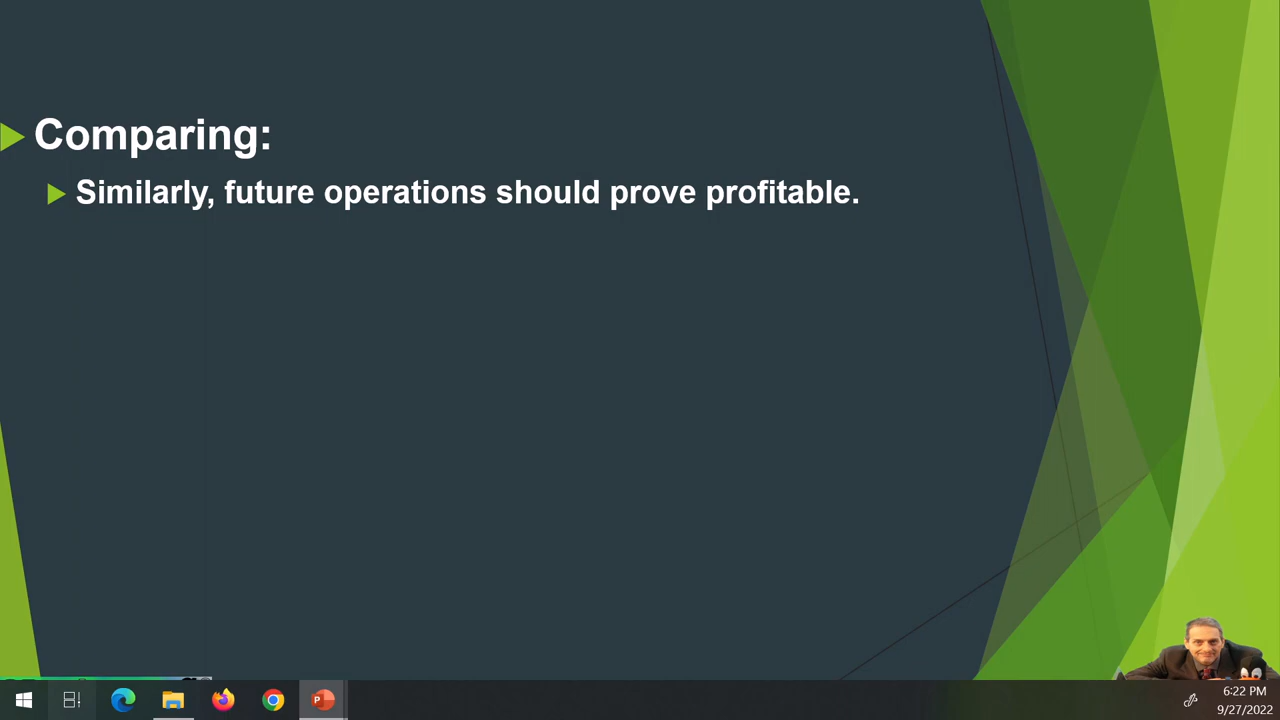 Comparing:
Similarly, future operations should prove profitable.
P
6:22 PM
9/27/2022